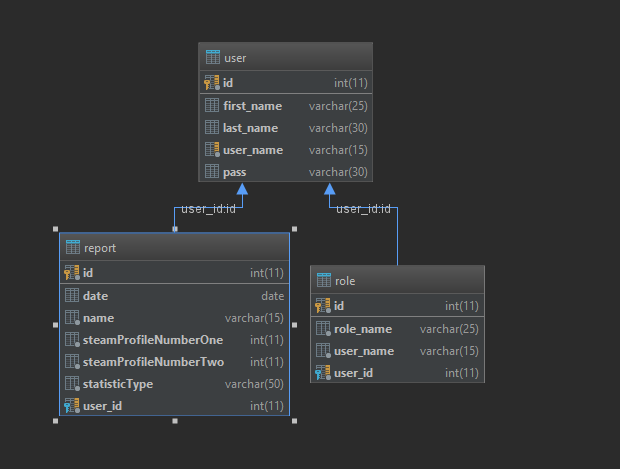 user
id int(11)
first_name varchar(25)
last_name varchar(30)
user_name varchar(15)
pass varchar(30)
user_id:id
user_id:id
report
id int(11)
date date
name varchar(15)
steamProfileNumberOne int(11)
steamProfileNumberTwo int(11)
statisticType varchar(50)
user_id int(11)
role
id int(11)
role_name varchar(25)
user_name varchar(15)
user_id int(11)